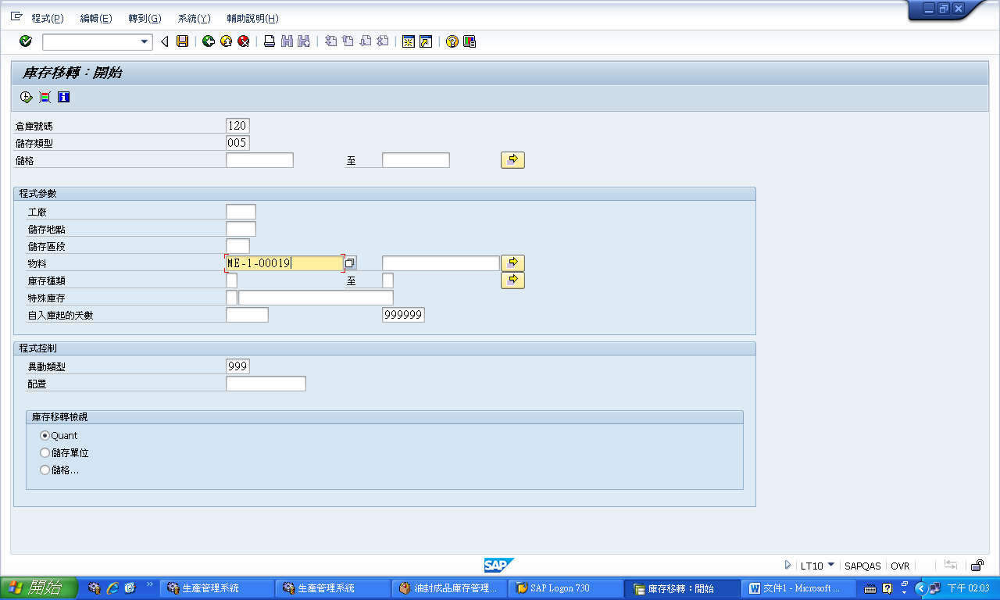 程式(P) 編輯(E) 轉到(G) 系統(Y) 輔助說明(H)
庫存移轉：開始
倉庫號碼 120
儲存類型 005
儲格 至
程式參數
工廠
儲存地點
儲存區段
物料 ME-1-00019
庫存種類 至
特殊庫存
自入庫起的天數 999999
程式控制
異動類型 999
配置
庫存移轉檢視
Quant
儲存單位
儲格...
SAP LT10 SAPQAS OVR
開始 生產管理系統 生產管理系統 油封成品庫存管理... SAP Logon 730 庫存移轉：開始 文件1 - Microsoft ... 下午 02:03